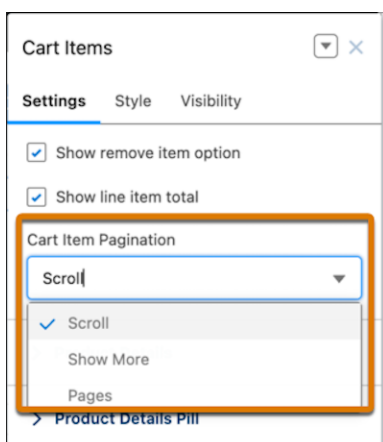 Cart Items
Settings Style Visibility
Show remove item option
Show line item total
Cart Item Pagination
Scroll
Scroll
Show More
Pages
Product Details Pill